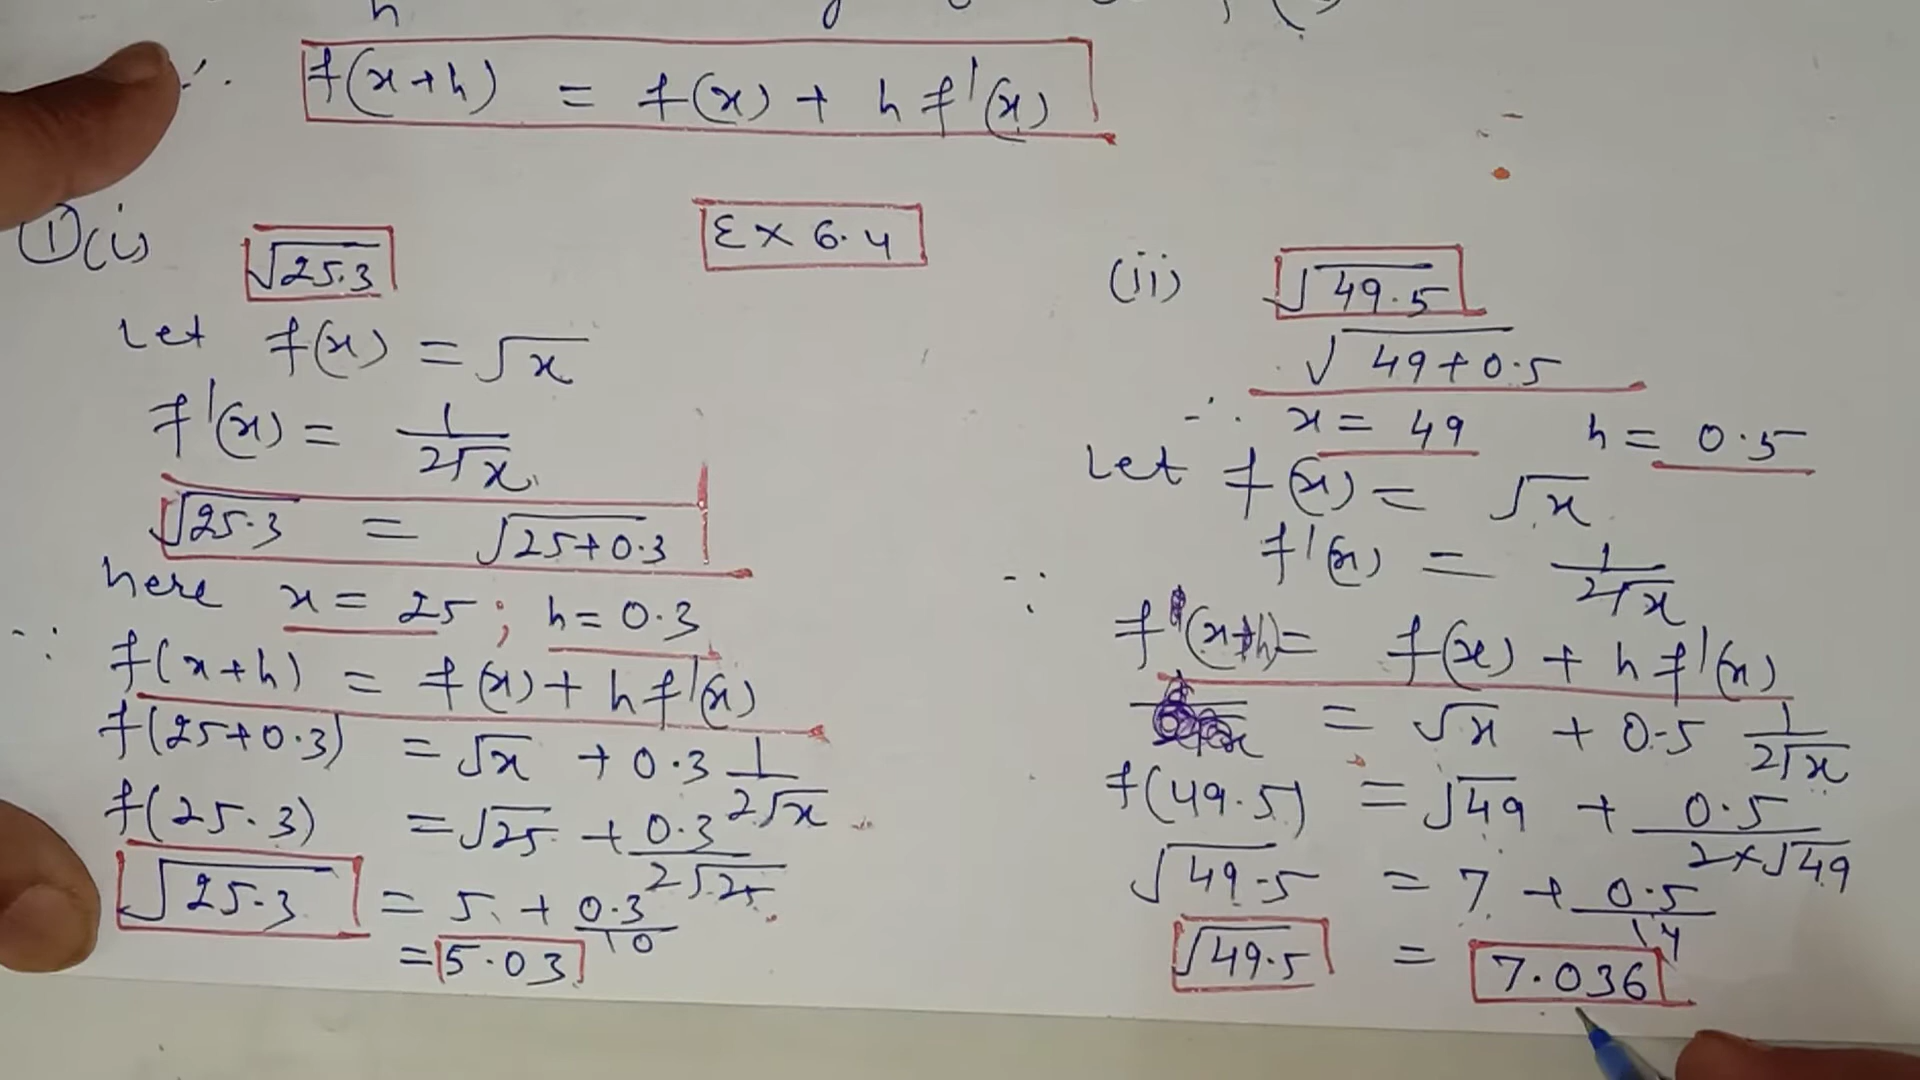 ∴ f(x+h) = f(x) + h f'(x)
Ex 6.4
①(i) √25.3
Let f(x) = √x
f'(x) = 1/2√x
√25.3 = √25+0.3
here x = 25 ; h = 0.3
∵ f(x+h) = f(x) + h f'(x)
f(25+0.3) = √x + 0.3 1/2√x
f(25.3) = √25 + 0.3/2√25
√25.3 = 5 + 0.3/10
= 5.03
(ii) √49.5
√49+0.5
∴ x = 49 h = 0.5
Let f(x) = √x
f'(x) = 1/2√x
∵ f(x+h) = f(x) + h f'(x)
= √x + 0.5 1/2√x
f(49.5) = √49 + 0.5/2×√49
√49.5 = 7 + 0.5/14
√49.5 = 7.036